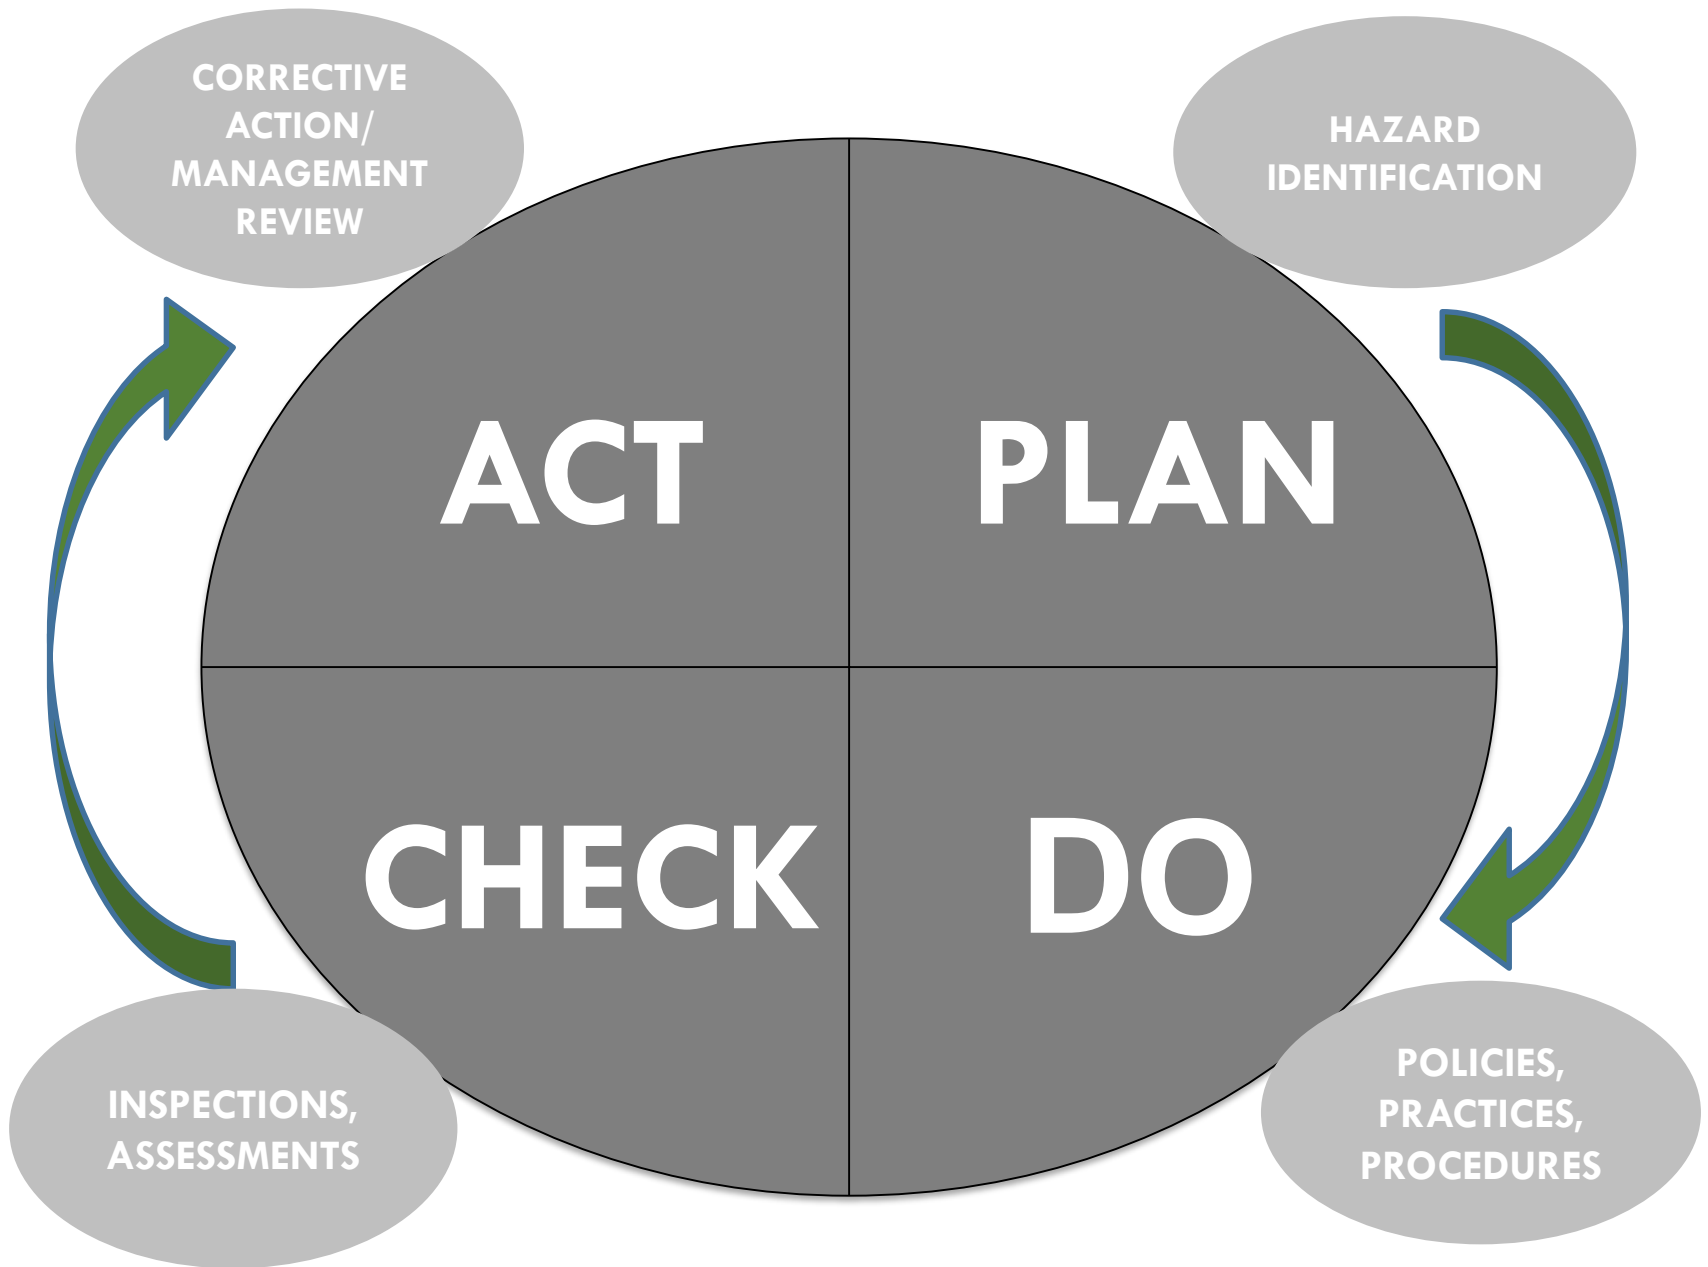 CORRECTIVE
ACTION/
MANAGEMENT
REVIEW
HAZARD
IDENTIFICATION
ACT
PLAN
CHECK
DO
INSPECTIONS,
ASSESSMENTS
POLICIES,
PRACTICES,
PROCEDURES